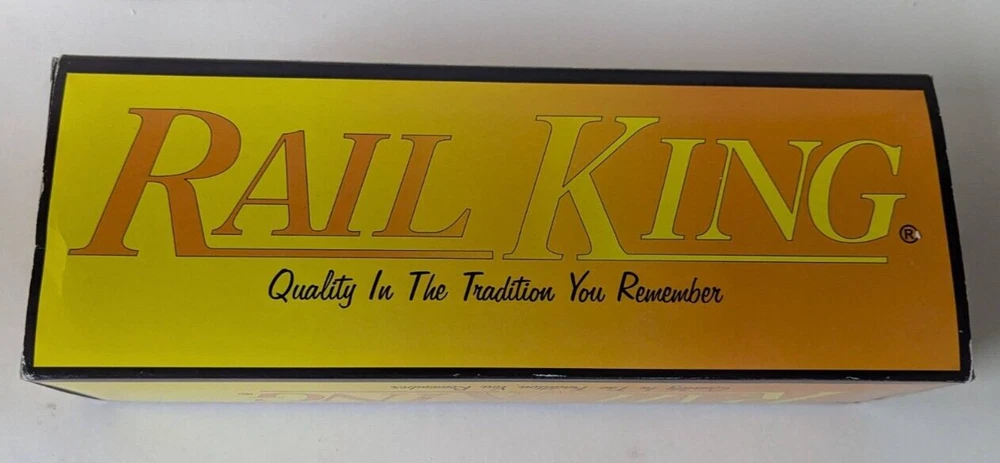 RAIL KING®
Quality In The Tradition You Remember